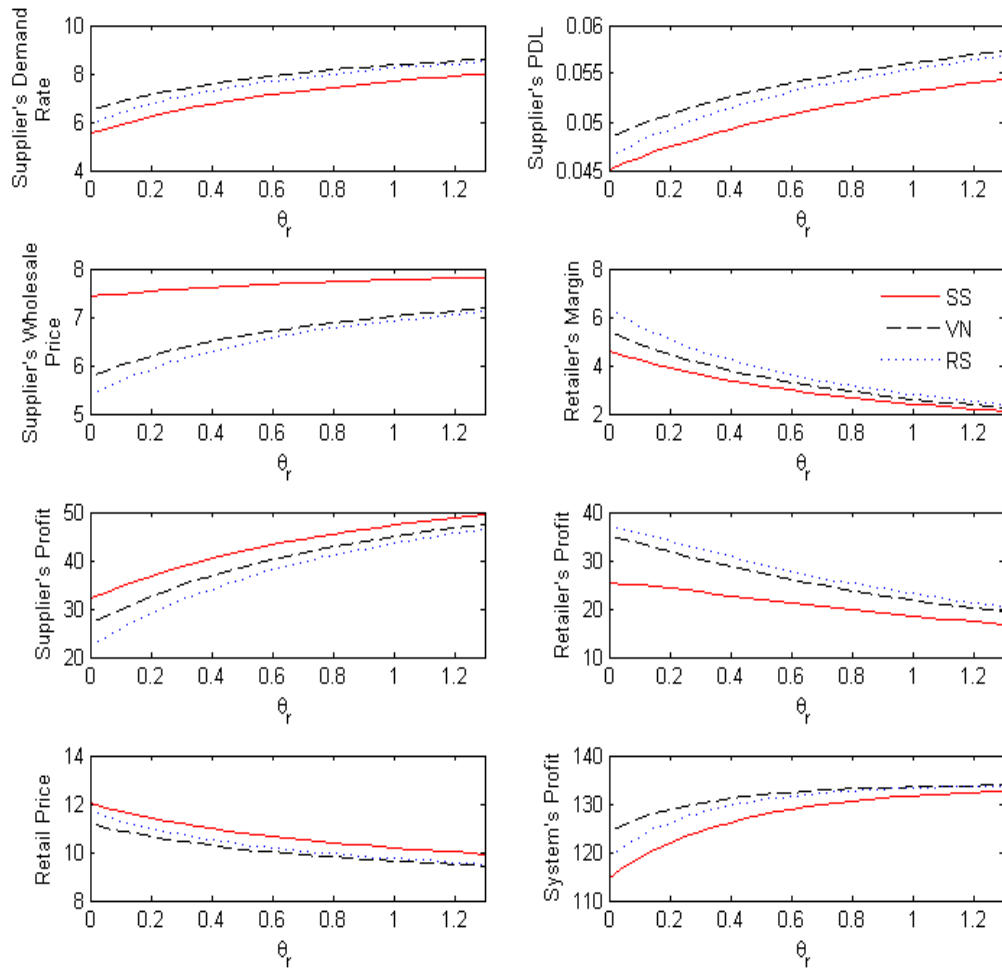 Supplier's Demand
Rate
10
8
6
4
0 0.2 0.4 0.6 0.8 1 1.2
θr
Supplier's PDL
0.06
0.055
0.05
0.045
0 0.2 0.4 0.6 0.8 1 1.2
θr
Supplier's Wholesale
Price
8
7
6
5
0 0.2 0.4 0.6 0.8 1 1.2
θr
Retailer's Margin
8
6
4
2
SS
VN
RS
0 0.2 0.4 0.6 0.8 1 1.2
θr
Supplier's Profit
50
40
30
20
0 0.2 0.4 0.6 0.8 1 1.2
θr
Retailer's Profit
40
30
20
10
0 0.2 0.4 0.6 0.8 1 1.2
θr
Retail Price
14
12
10
8
0 0.2 0.4 0.6 0.8 1 1.2
θr
System's Profit
140
130
120
110
0 0.2 0.4 0.6 0.8 1 1.2
θr